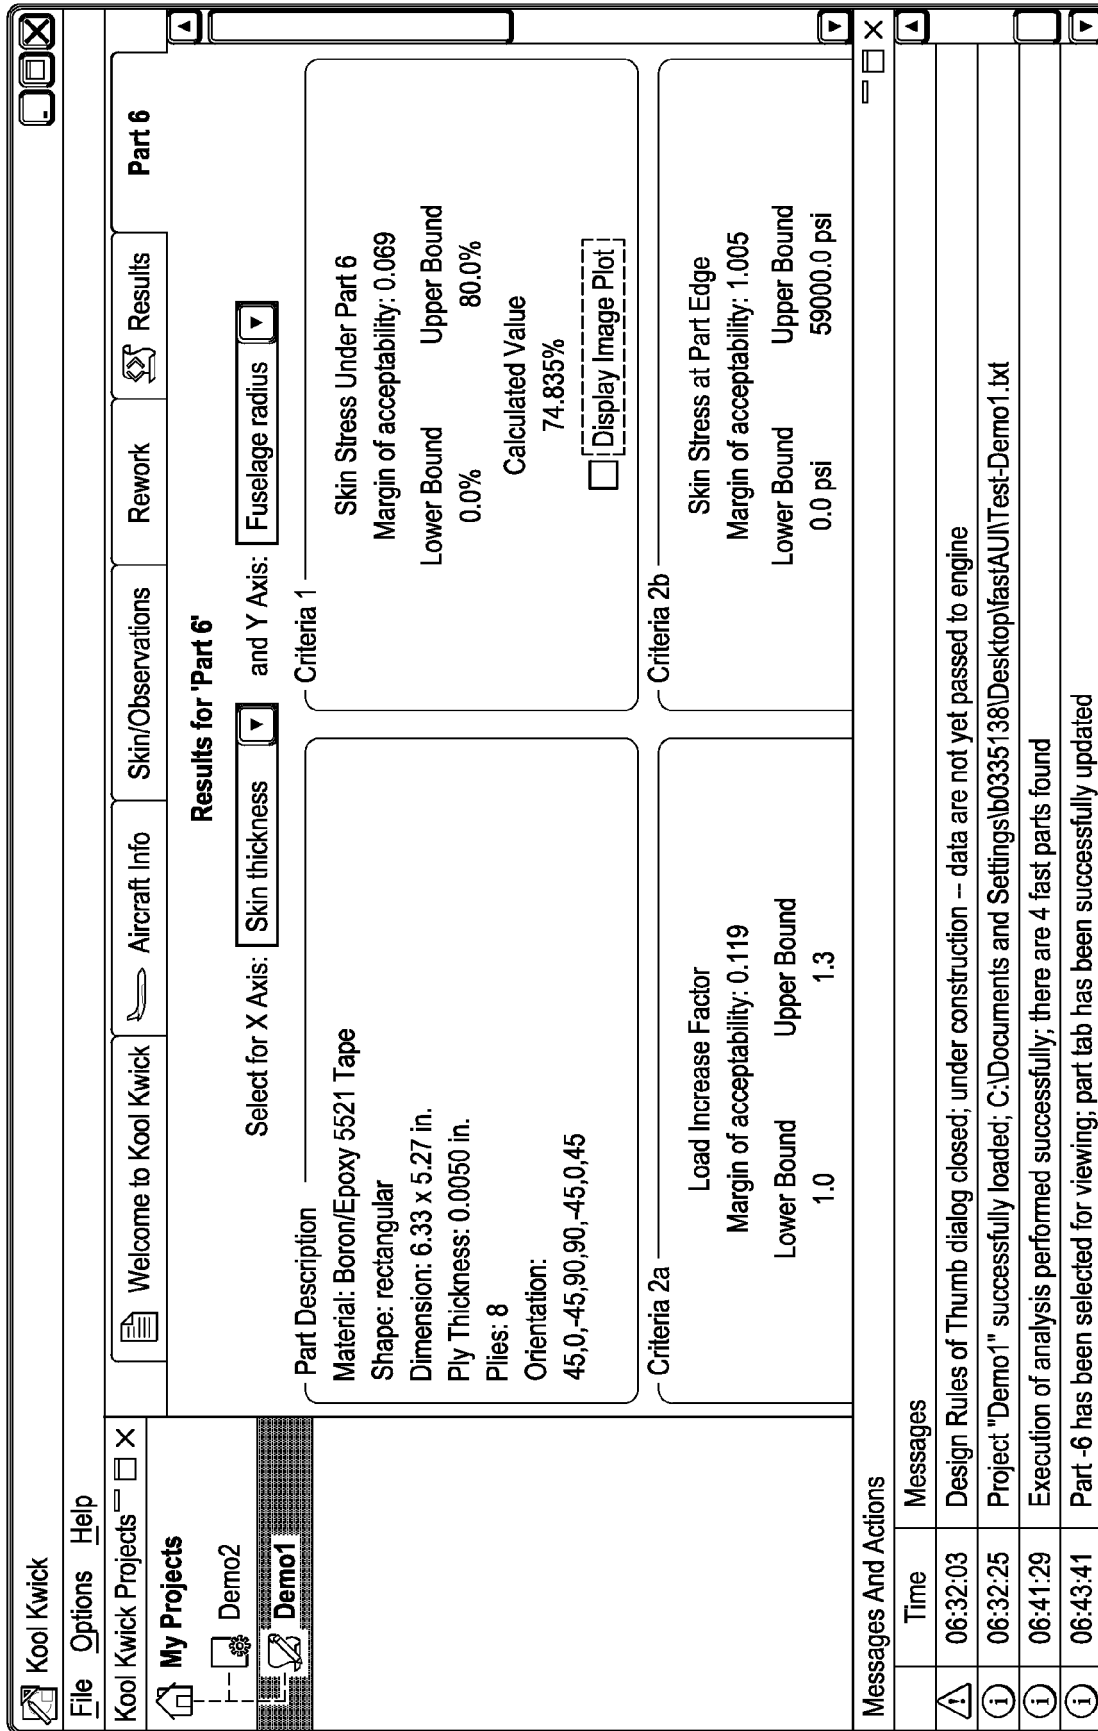 Kool Kwick
File Options Help
Kool Kwick Projects
My Projects
Demo2
Demo1
Welcome to Kool Kwick
Aircraft Info
Skin/Observations
Rework
Results
Part 6
Results for 'Part 6'
Select for X Axis: Skin thickness and Y Axis: Fuselage radius
Part Description
Material: Boron/Epoxy 5521 Tape
Shape: rectangular
Dimension: 6.33 x 5.27 in.
Ply Thickness: 0.0050 in.
Plies: 8
Orientation:
45,0,-45,90,90,-45,0,45
Criteria 1
Skin Stress Under Part 6
Margin of acceptability: 0.069
Lower Bound Upper Bound
0.0% 80.0%
Calculated Value
74.835%
Display Image Plot
Criteria 2a
Load Increase Factor
Margin of acceptability: 0.119
Lower Bound Upper Bound
1.0 1.3
Criteria 2b
Skin Stress at Part Edge
Margin of acceptability: 1.005
Lower Bound Upper Bound
0.0 psi 59000.0 psi
Messages And Actions
Time Messages
06:32:03 Design Rules of Thumb dialog closed; under construction -- data are not yet passed to engine
06:32:25 Project "Demo1" successfully loaded; C:\Documents and Settings\b0335138\Desktop\fastAUI\Test-Demo1.txt
06:41:29 Execution of analysis performed successfully; there are 4 fast parts found
06:43:41 Part -6 has been selected for viewing; part tab has been successfully updated